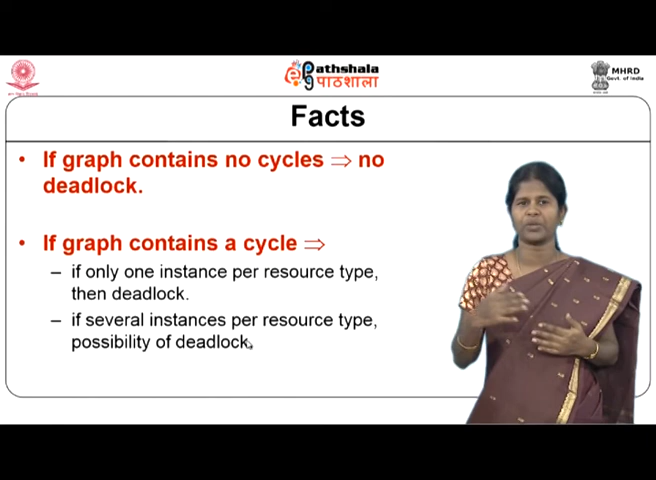 Pathshala
पाठशाला
MHRD
Govt. of India
Facts
• If graph contains no cycles ⇒ no
deadlock.
• If graph contains a cycle ⇒
– if only one instance per resource type,
then deadlock.
– if several instances per resource type,
possibility of deadlock